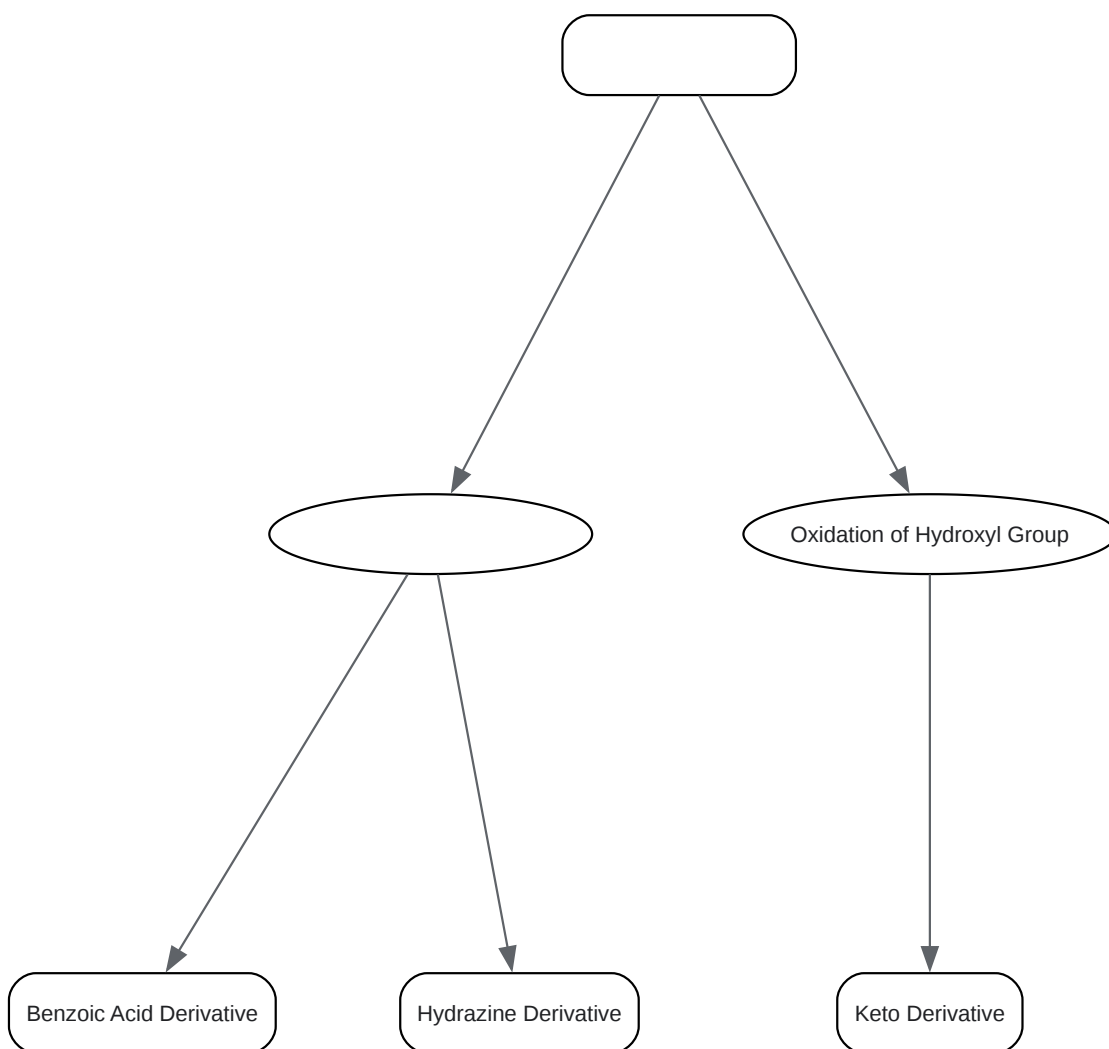 Oxidation of Hydroxyl Group
Benzoic Acid Derivative
Hydrazine Derivative
Keto Derivative